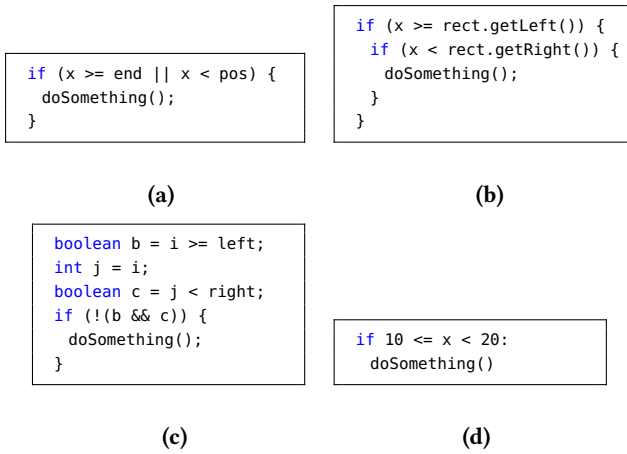 if (x >= end || x < pos) {
doSomething();
}
(a)
if (x >= rect.getLeft()) {
if (x < rect.getRight()) {
doSomething();
}
}
(b)
boolean b = i >= left;
int j = i;
boolean c = j < right;
if (!(b && c)) {
doSomething();
}
(c)
if 10 <= x < 20:
doSomething()
(d)